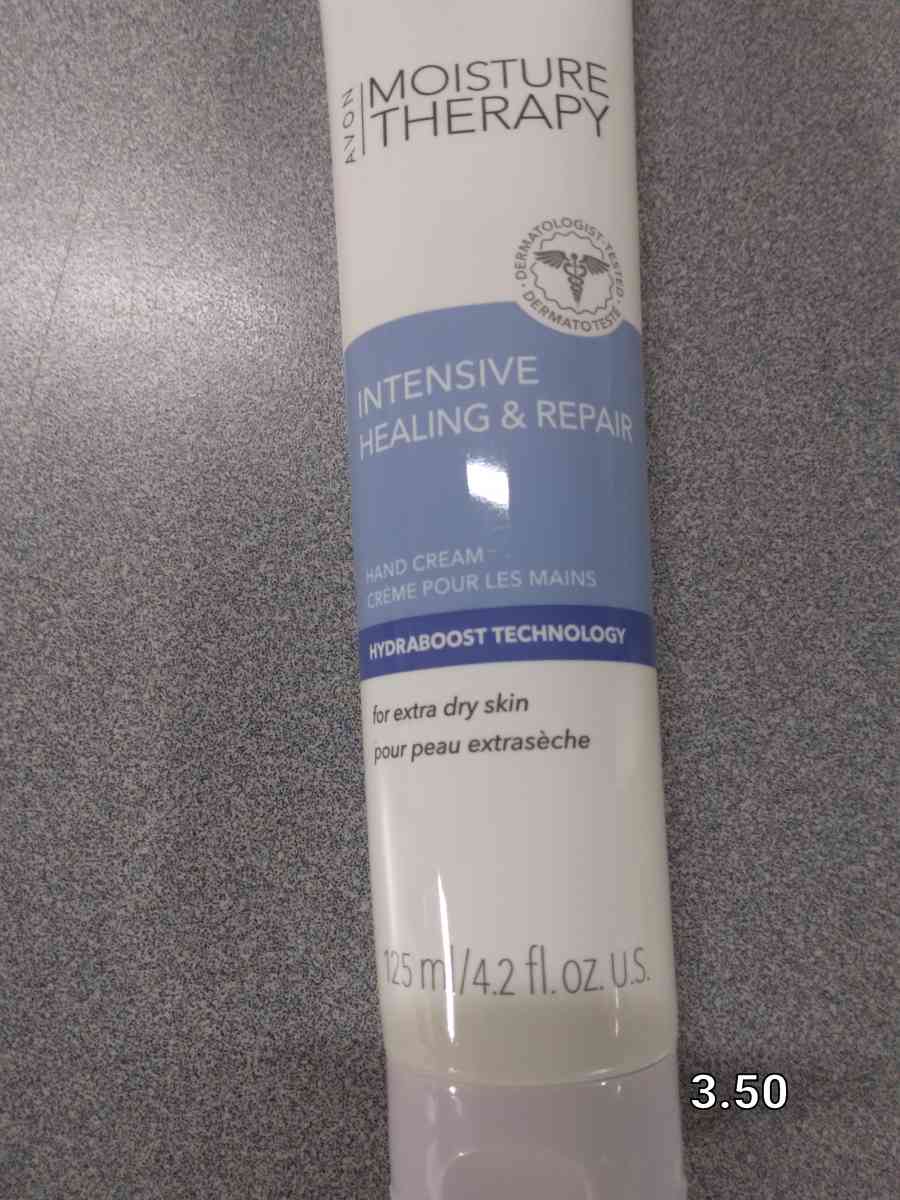 AVON
MOISTURE
THERAPY
DERMATOLOGIST-TESTED · DERMATOTESTÉ ·
INTENSIVE
HEALING & REPAIR
HAND CREAM
CRÈME POUR LES MAINS
HYDRABOOST TECHNOLOGY
for extra dry skin
pour peau extrasèche
125 ml/4.2 fl. oz. U.S.
3.50